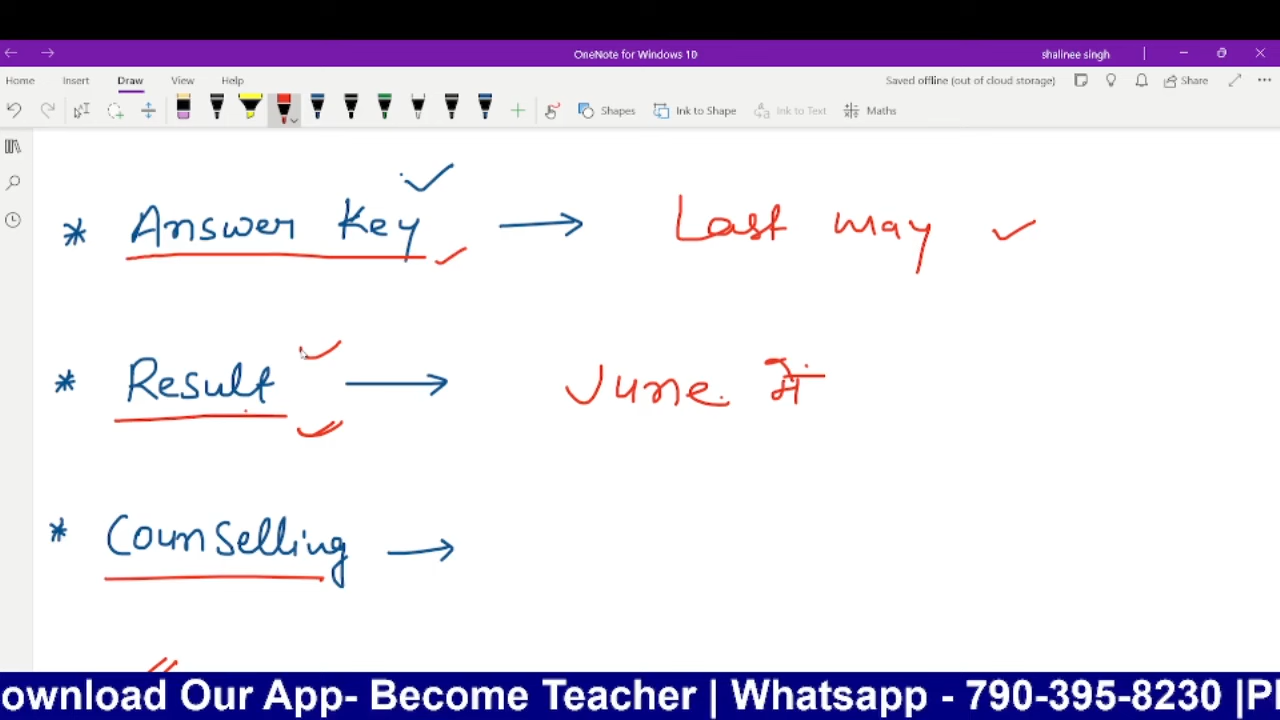 OneNote for Windows 10
shalinee singh
Home Insert Draw View Help
Saved offline (out of cloud storage)
Share
Shapes Ink to Shape Ink to Text Maths
* Answer Key → Last may
* Result → June में
* Counselling →
ownload Our App- Become Teacher | Whatsapp - 790-395-8230 |Pl